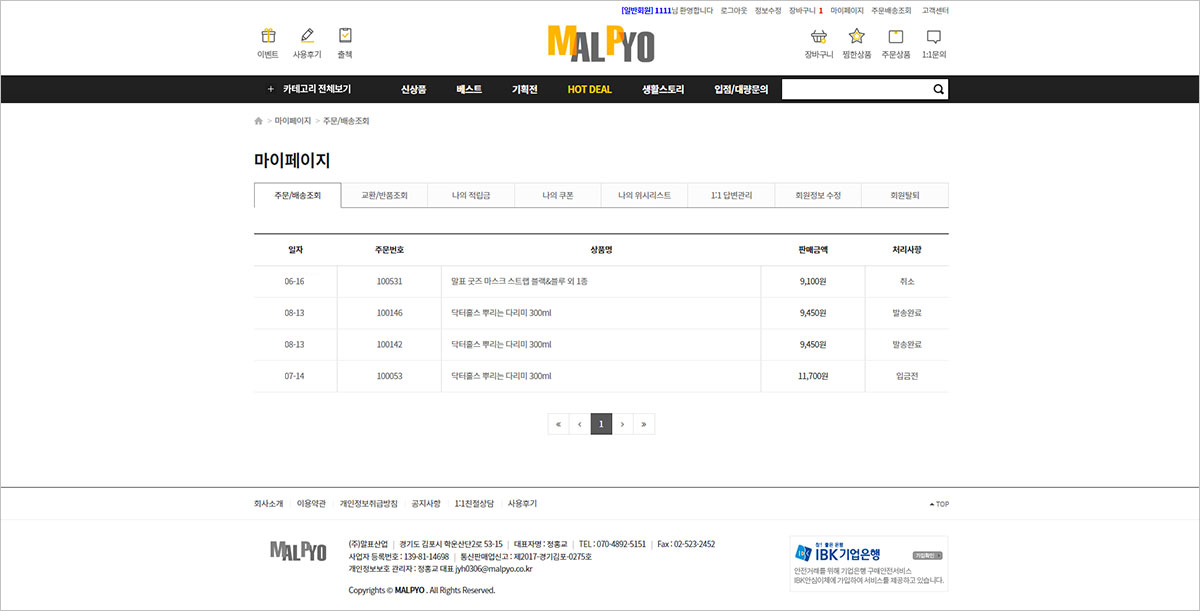 [일반회원] 1111님 환영합니다 로그아웃 정보수정 장바구니 1 마이페이지 주문배송조회 고객센터
이벤트 사용후기 출책
MALPYO
장바구니 찜한상품 주문상품 1:1문의
+ 카테고리 전체보기 신상품 베스트 기획전 HOT DEAL 생활스토리 입점/대량문의
> 마이페이지 > 주문/배송조회
마이페이지
주문/배송조회 교환/반품조회 나의 적립금 나의 쿠폰 나의 위시리스트 1:1 답변관리 회원정보 수정 회원탈퇴
일자 주문번호 상품명 판매금액 처리사항
06-16 100531 말표 굿즈 마스크 스트랩 블랙&블루 외 1종 9,100원 취소
08-13 100146 닥터홀스 뿌리는 다리미 300ml 9,450원 발송완료
08-13 100142 닥터홀스 뿌리는 다리미 300ml 9,450원 발송완료
07-14 100053 닥터홀스 뿌리는 다리미 300ml 11,700원 입금전
« ‹ 1 › »
회사소개 | 이용약관 | 개인정보취급방침 | 공지사항 | 1:1친절상담 | 사용후기
TOP
MALPYO
(주)말표산업 | 경기도 김포시 학운산단2로 53-15 | 대표자명 : 정홍교 | TEL : 070-4892-5151 | Fax : 02-523-2452
사업자 등록번호 : 139-81-14698 | 통신판매업신고 : 제2017-경기김포-0275호
개인정보보호 관리자 : 정홍교 대표 jyh0306@malpyo.co.kr
Copyrights © MALPYO . All Rights Reserved.
참! 좋은 은행
IBK기업은행 가입확인
안전거래를 위해 기업은행 구매안전서비스
IBK안심이체에 가입하여 서비스를 제공하고 있습니다.